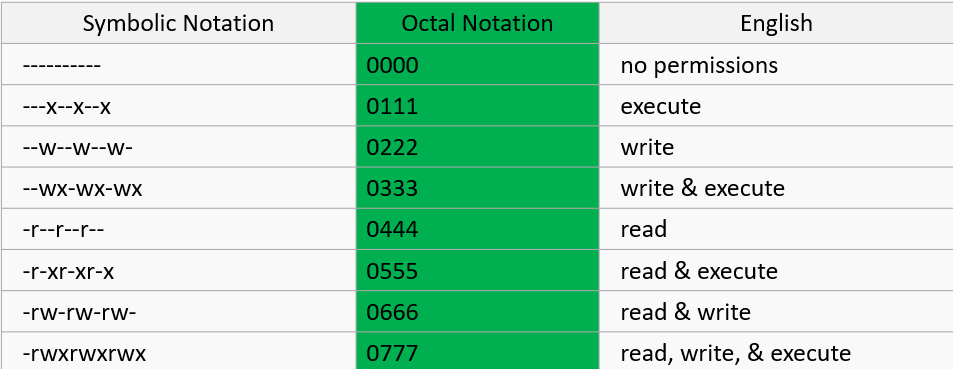 Symbolic Notation Octal Notation English
---------- 0000 no permissions
---x--x--x 0111 execute
--w--w--w- 0222 write
--wx-wx-wx 0333 write & execute
-r--r--r-- 0444 read
-r-xr-xr-x 0555 read & execute
-rw-rw-rw- 0666 read & write
-rwxrwxrwx 0777 read, write, & execute